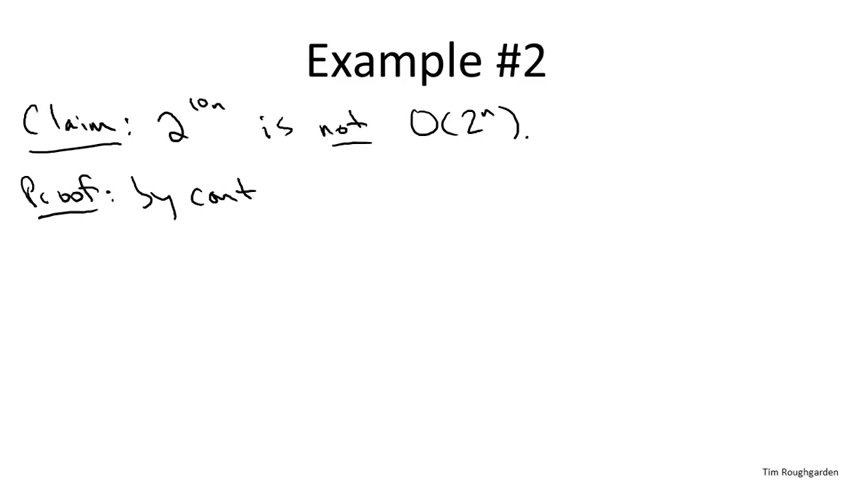 Example #2
Claim: 2^{10n} is not O(2^n).
Proof: by cont
Tim Roughgarden